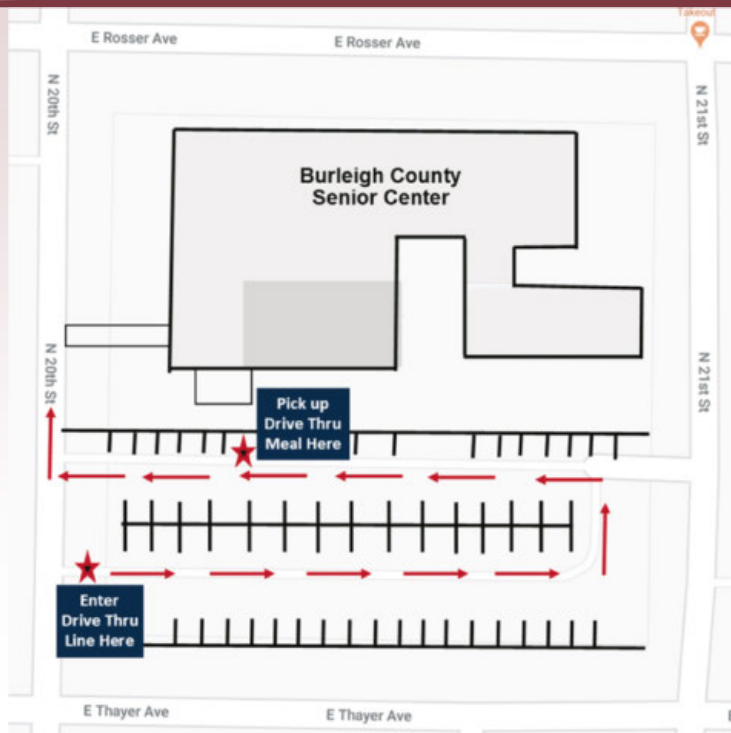 Takeout
E Rosser Ave
E Rosser Ave
N 20th St
N 21st St
Burleigh County
Senior Center
N 20th St
N 21st St
Pick up
Drive Thru
Meal Here
Enter
Drive Thru
Line Here
E Thayer Ave
E Thayer Ave